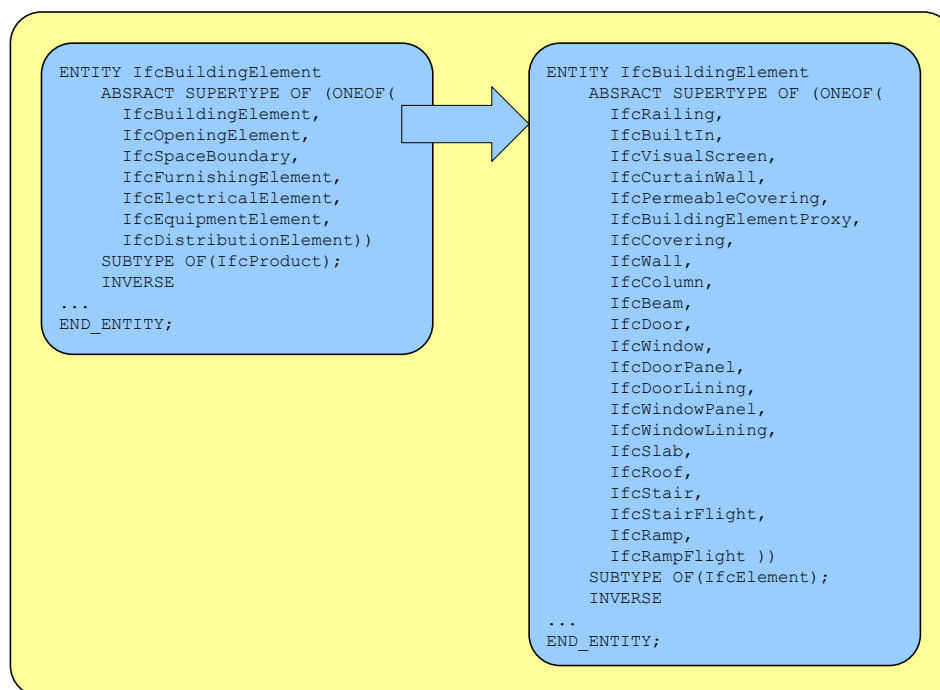 ENTITY IfcBuildingElement
ABSRACT SUPERTYPE OF (ONEOF(
IfcBuildingElement,
IfcOpeningElement,
IfcSpaceBoundary,
IfcFurnishingElement,
IfcElectricalElement,
IfcEquipmentElement,
IfcDistributionElement))
SUBTYPE OF(IfcProduct);
INVERSE
...
END_ENTITY;
ENTITY IfcBuildingElement
ABSRACT SUPERTYPE OF (ONEOF(
IfcRailing,
IfcBuiltIn,
IfcVisualScreen,
IfcCurtainWall,
IfcPermeableCovering,
IfcBuildingElementProxy,
IfcCovering,
IfcWall,
IfcColumn,
IfcBeam,
IfcDoor,
IfcWindow,
IfcDoorPanel,
IfcDoorLining,
IfcWindowPanel,
IfcWindowLining,
IfcSlab,
IfcRoof,
IfcStair,
IfcStairFlight,
IfcRamp,
IfcRampFlight ))
SUBTYPE OF(IfcElement);
INVERSE
...
END_ENTITY;